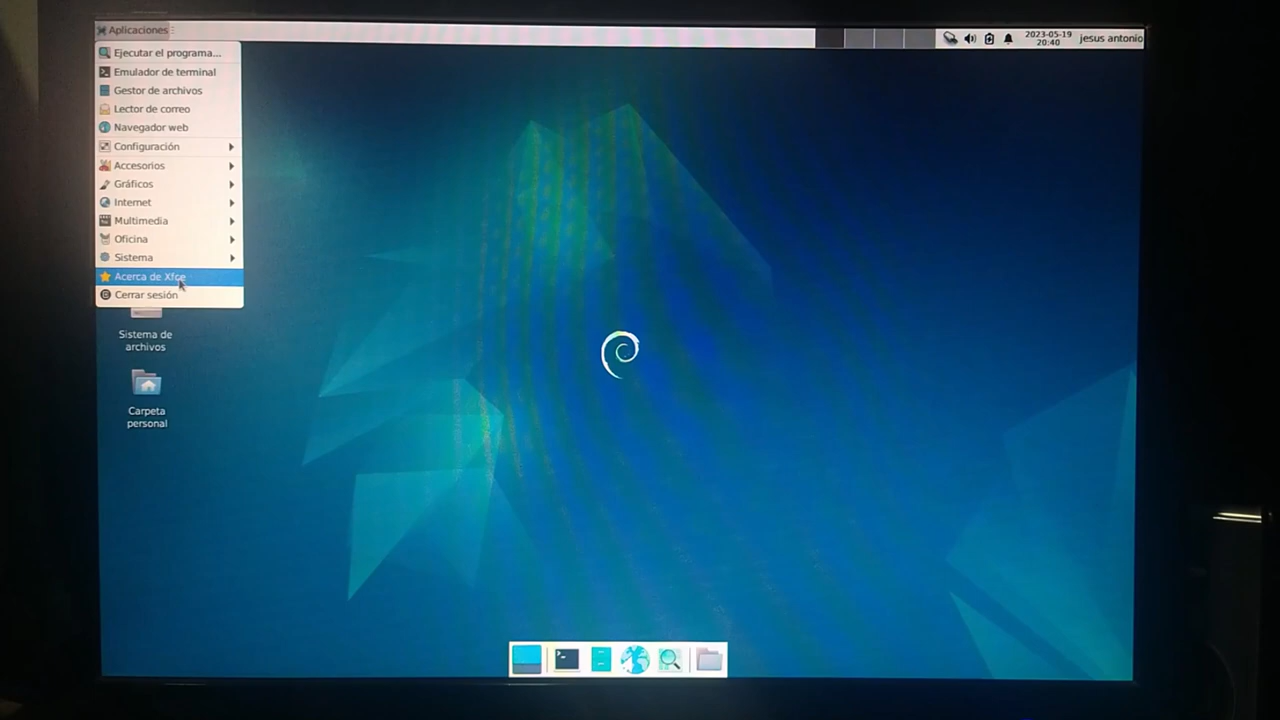 Aplicaciones
2023-05-19
20:40
jesus antonio
Ejecutar el programa...
Emulador de terminal
Gestor de archivos
Lector de correo
Navegador web
Configuración
Accesorios
Gráficos
Internet
Multimedia
Oficina
Sistema
Acerca de Xfce
Cerrar sesión
Sistema de
archivos
Carpeta
personal